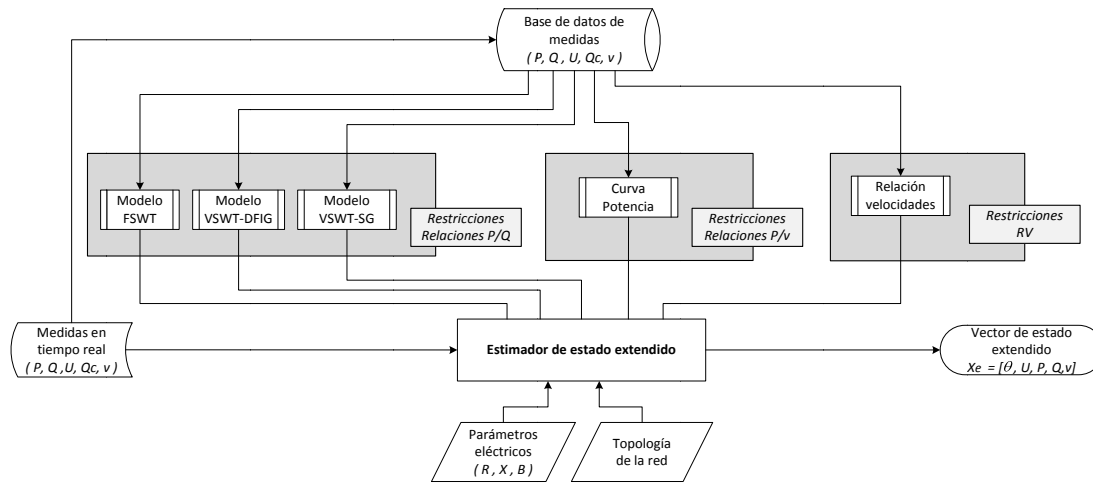 Base de datos de
medidas
( P, Q , U, Qc, v )
Modelo
FSWT
Modelo
VSWT-DFIG
Modelo
VSWT-SG
Restricciones
Relaciones P/Q
Curva
Potencia
Restricciones
Relaciones P/v
Relación
velocidades
Restricciones
RV
Medidas en
tiempo real
( P, Q ,U, Qc, v )
Estimador de estado extendido
Vector de estado
extendido
Xe = [θ, U, P, Q,v]
Parámetros
eléctricos
( R , X , B )
Topología
de la red